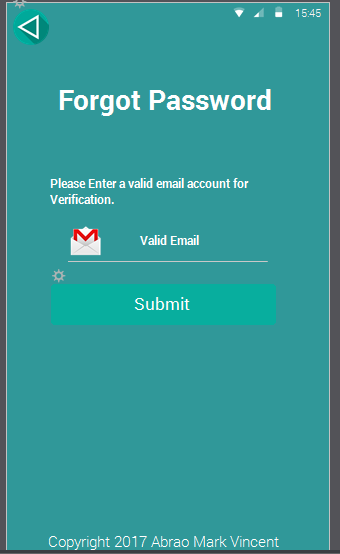 15:45
Forgot Password
Please Enter a valid email account for
Verification.
Valid Email
Submit
Copyright 2017 Abrao Mark Vincent